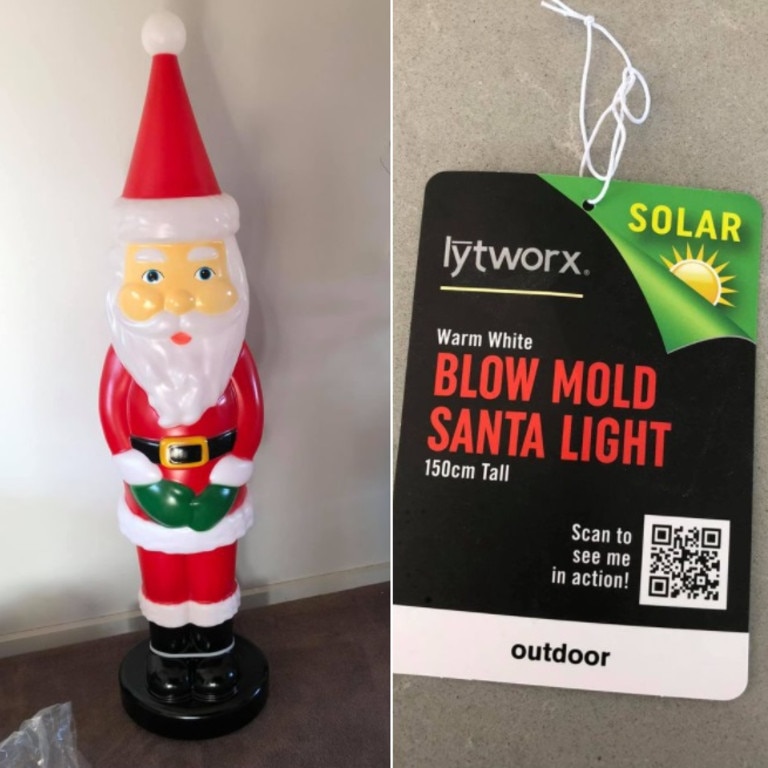 SOLAR
lytworx®
Warm White
BLOW MOLD
SANTA LIGHT
150cm Tall
Scan to
see me
in action!
outdoor